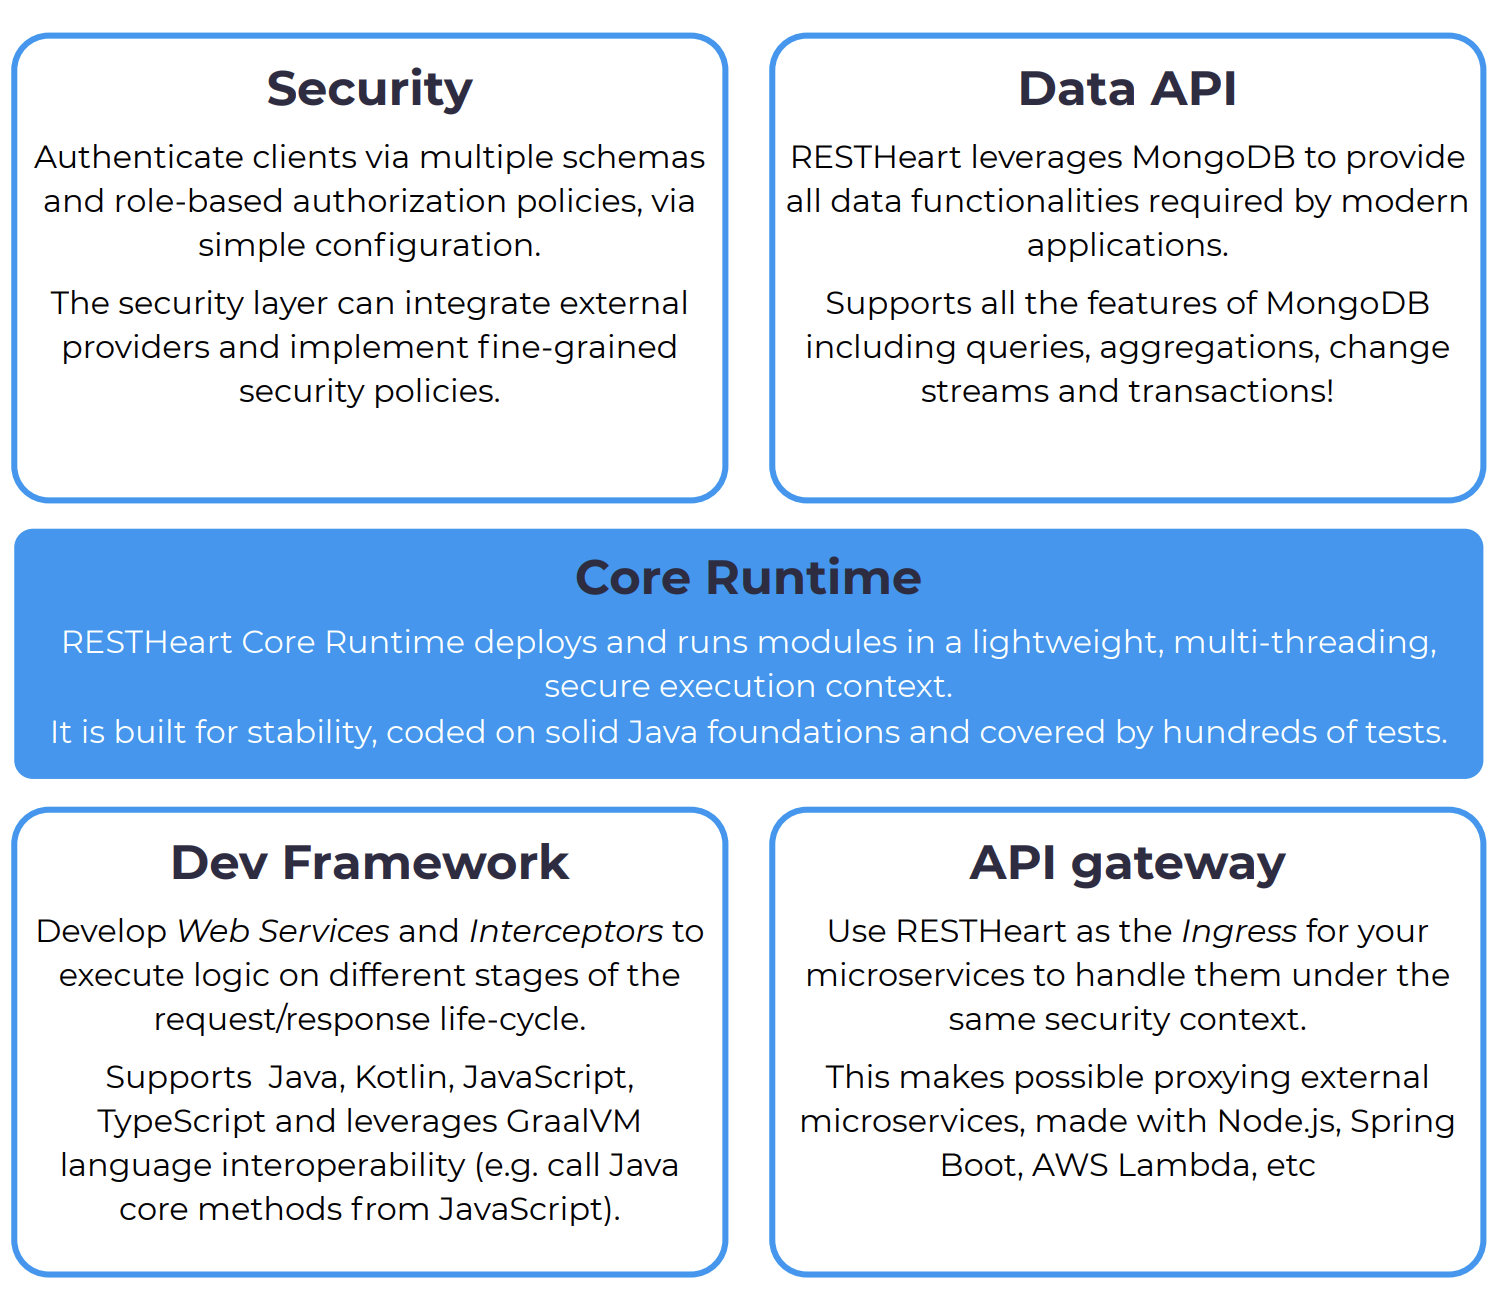 Security
Authenticate clients via multiple schemas
and role-based authorization policies, via
simple configuration.
The security layer can integrate external
providers and implement fine-grained
security policies.
Data API
RESTHeart leverages MongoDB to provide
all data functionalities required by modern
applications.
Supports all the features of MongoDB
including queries, aggregations, change
streams and transactions!
Core Runtime
RESTHeart Core Runtime deploys and runs modules in a lightweight, multi-threading,
secure execution context.
It is built for stability, coded on solid Java foundations and covered by hundreds of tests.
Dev Framework
Develop Web Services and Interceptors to
execute logic on different stages of the
request/response life-cycle.
Supports  Java, Kotlin, JavaScript,
TypeScript and leverages GraalVM
language interoperability (e.g. call Java
core methods from JavaScript).
API gateway
Use RESTHeart as the Ingress for your
microservices to handle them under the
same security context.
This makes possible proxying external
microservices, made with Node.js, Spring
Boot, AWS Lambda, etc